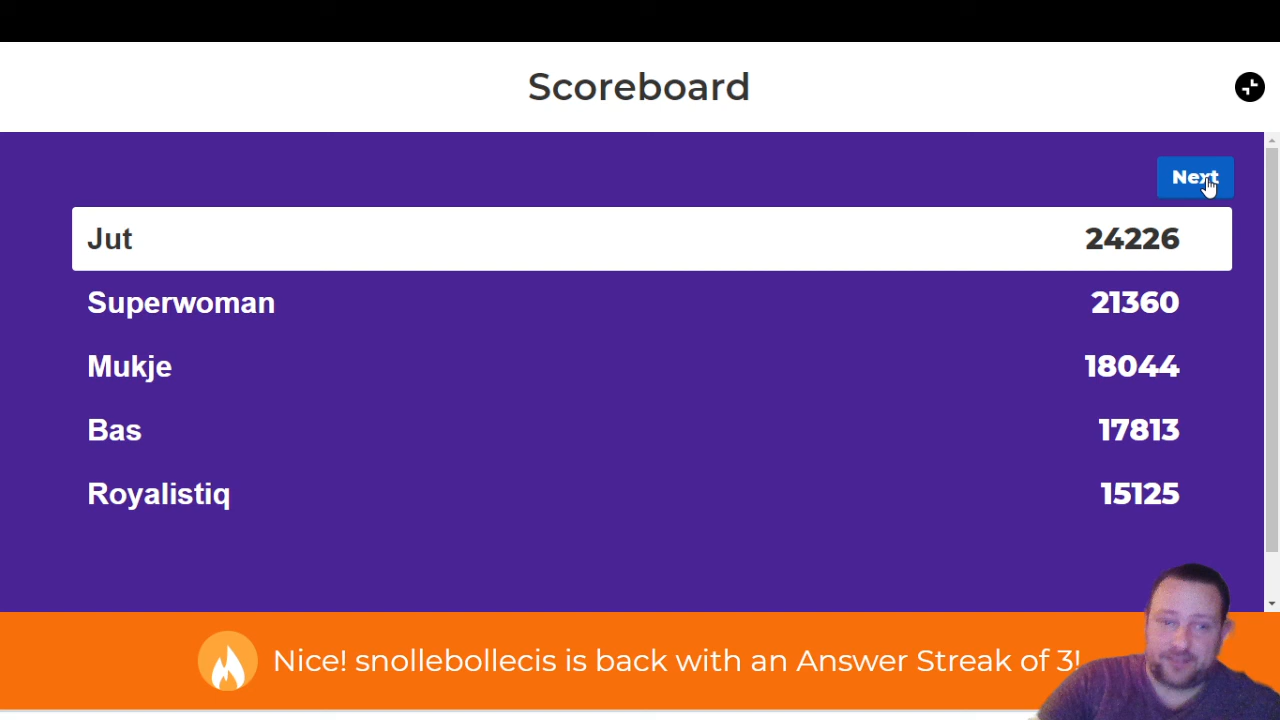 Scoreboard
Next
Jut 24226
Superwoman 21360
Mukje 18044
Bas 17813
Royalistiq 15125
Nice! snollebollecis is back with an Answer Streak of 3!